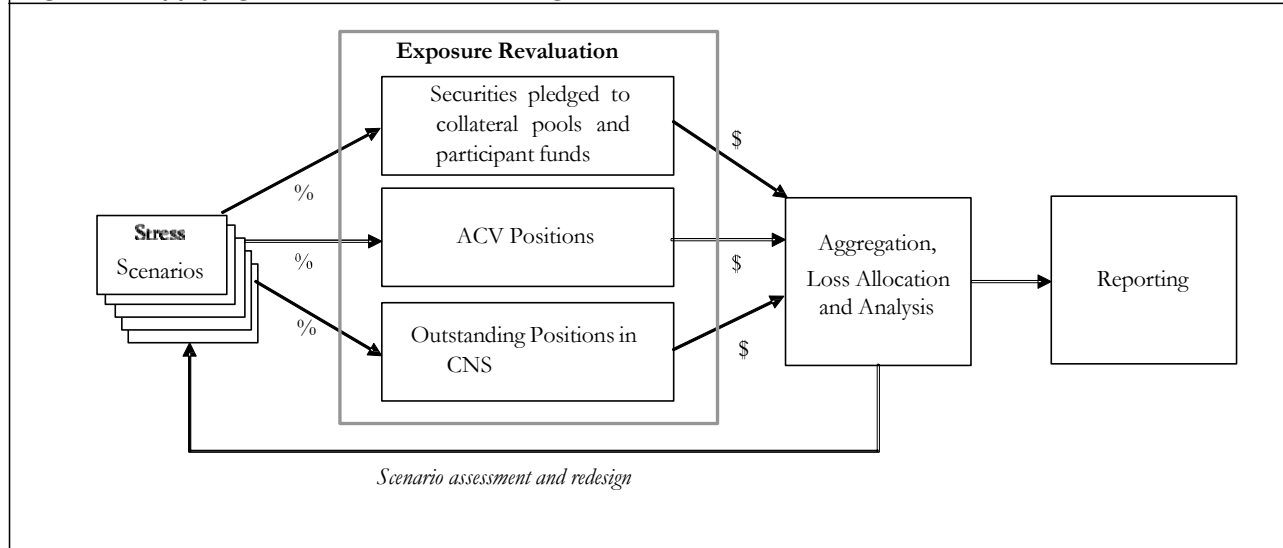 Exposure Revaluation
Securities pledged to
collateral pools and
participant funds
$
%
Stress
Scenarios
ACV Positions
%
$
Aggregation,
Loss Allocation
and Analysis
Reporting
Outstanding Positions in
CNS
%
$
Scenario assessment and redesign